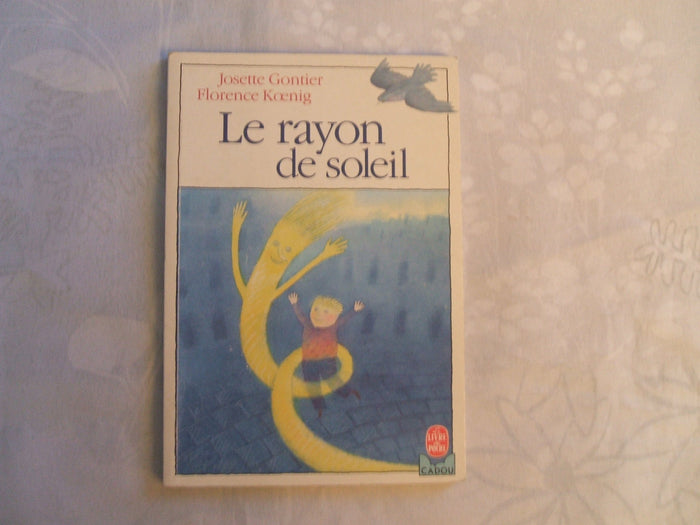 Josette Gontier
Florence Kœnig
Le rayon
de soleil
LE
LIVRE
DE
POCHE
CADOU